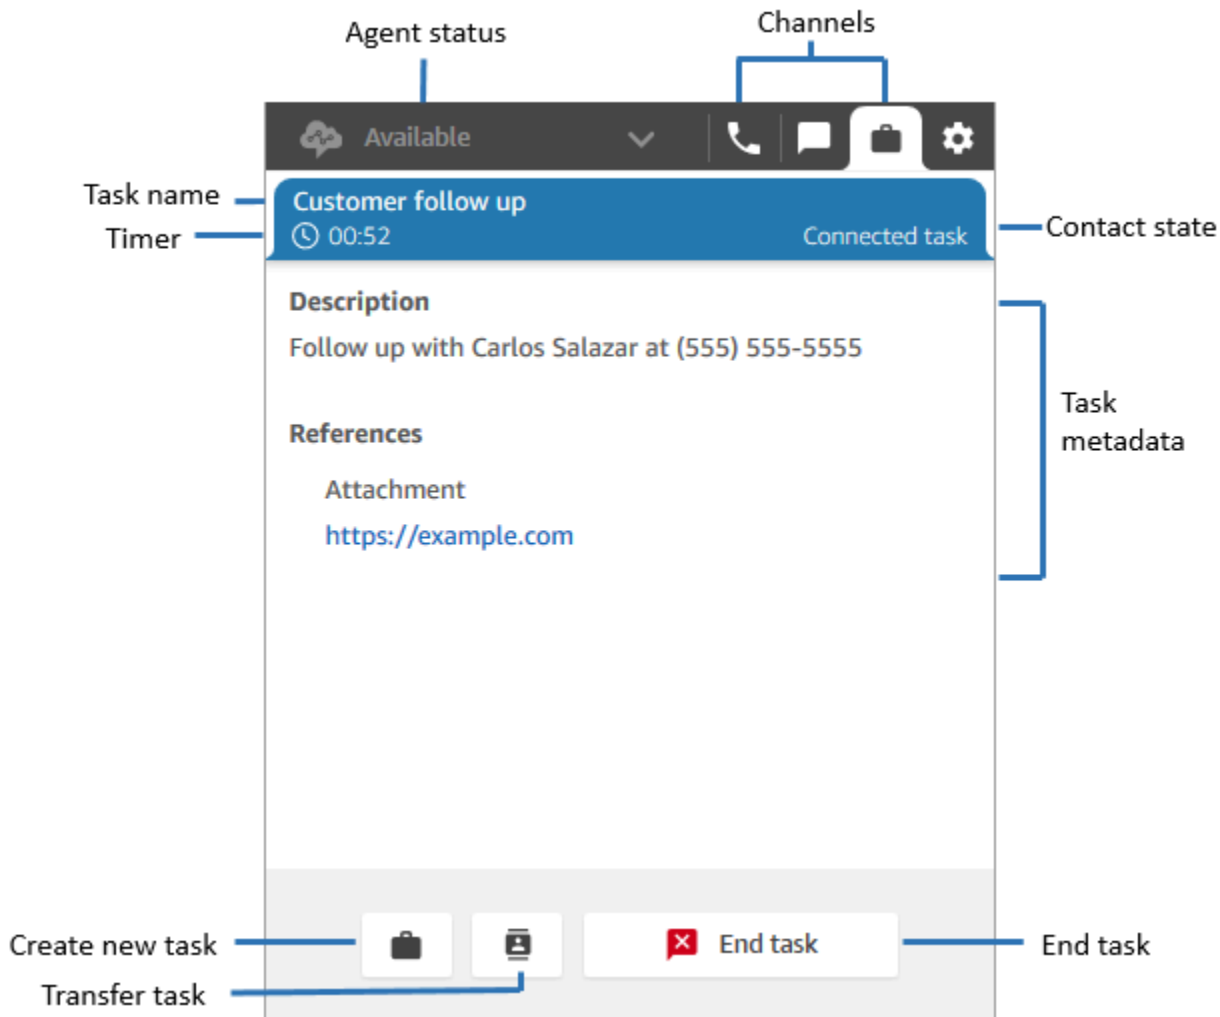 Agent status
Channels
Available
Task name
Customer follow up
Timer
00:52
Connected task
Contact state
Description
Follow up with Carlos Salazar at (555) 555-5555
Task
metadata
References
Attachment
https://example.com
Create new task
End task
End task
Transfer task